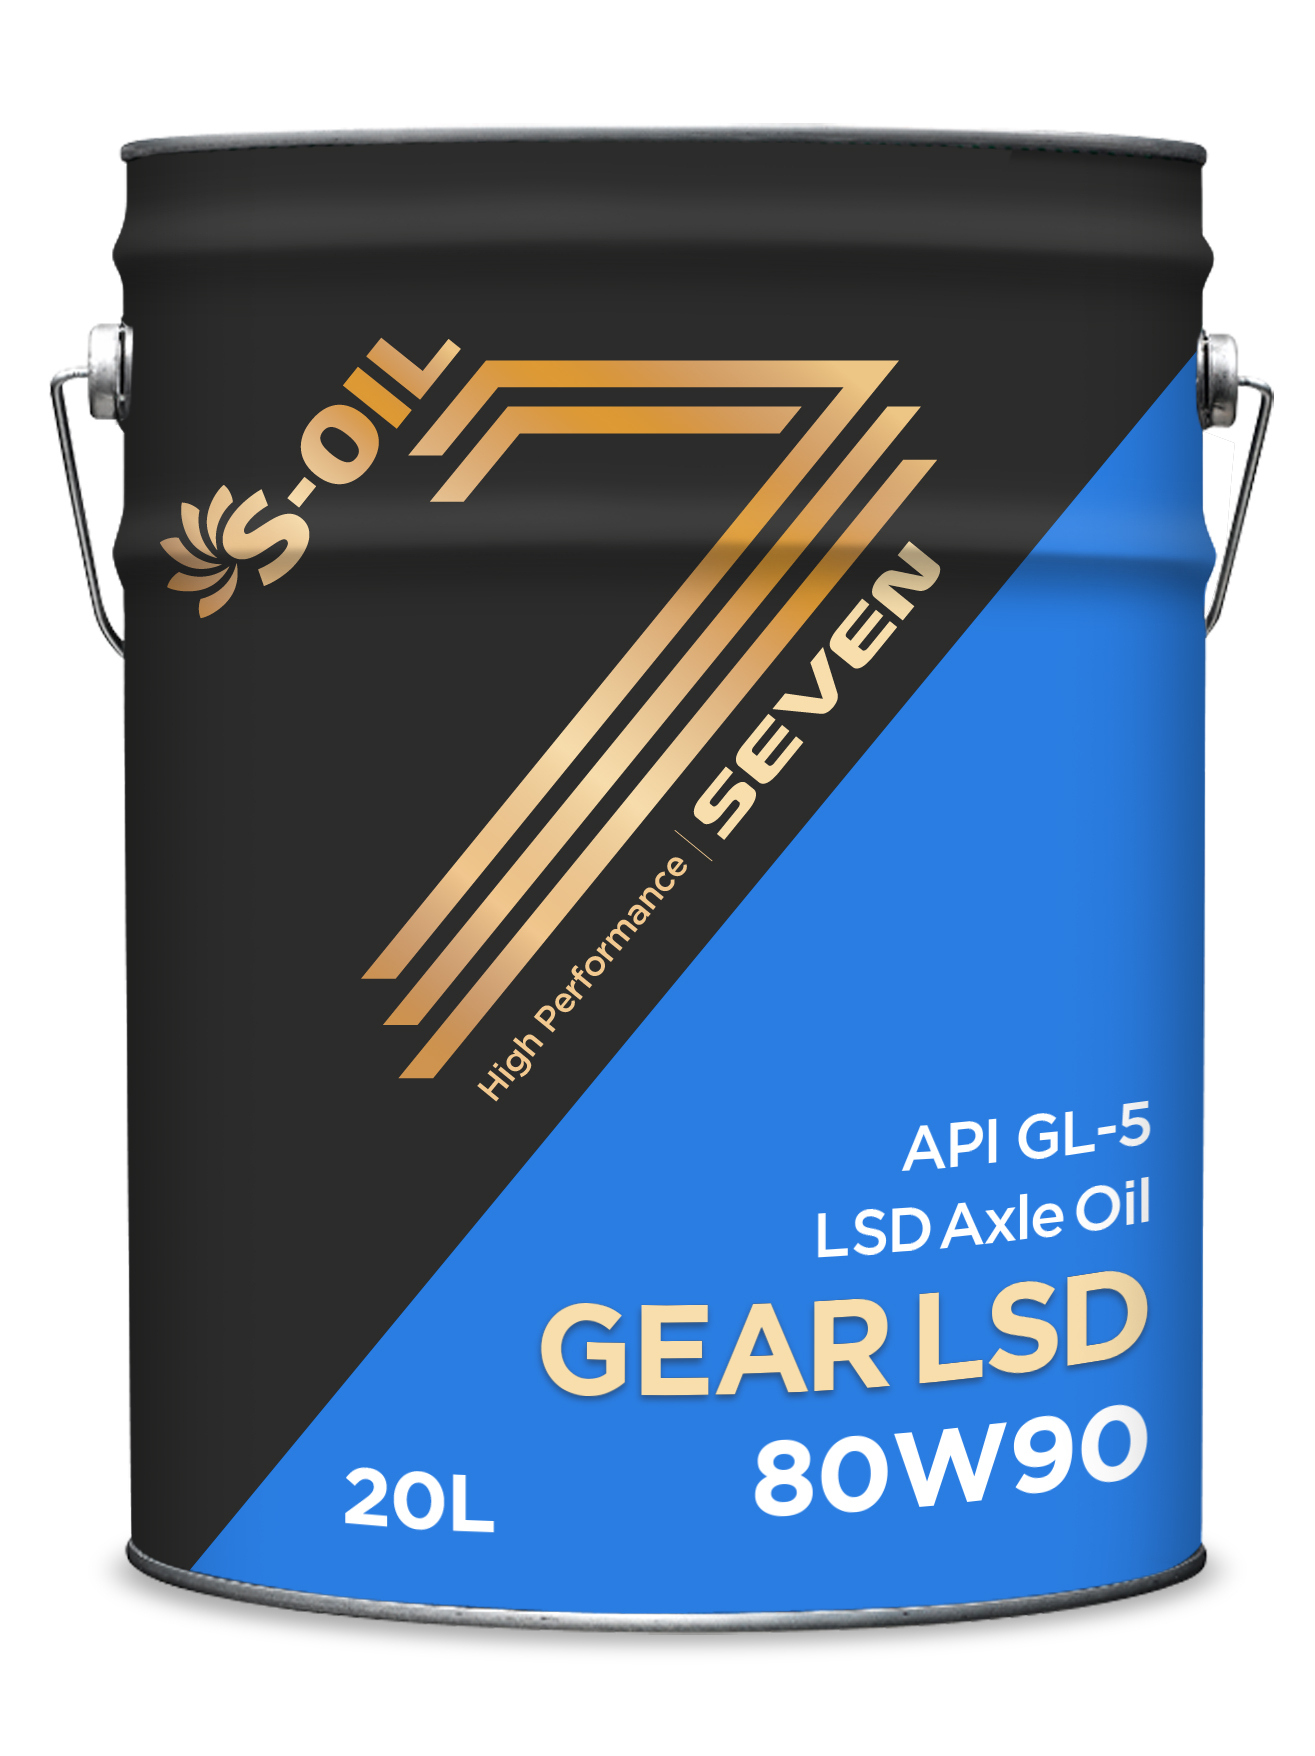 S-OIL
7
High Performance | SEVEN
API GL-5
LSD Axle Oil
GEAR LSD
80W90
20L